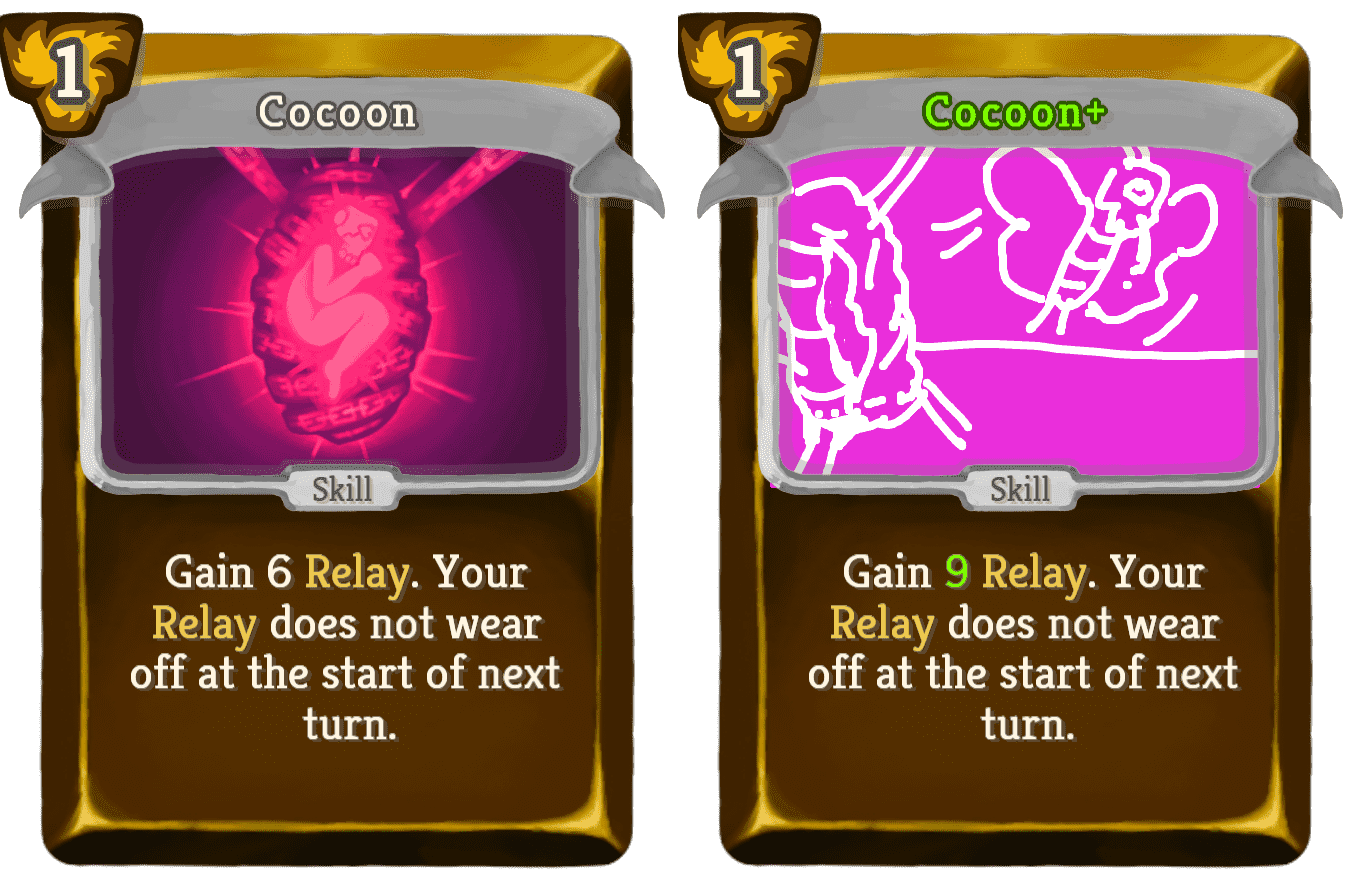 1
Cocoon
Skill
Gain 6 Relay. Your
Relay does not wear
off at the start of next
turn.
1
Cocoon+
Skill
Gain 9 Relay. Your
Relay does not wear
off at the start of next
turn.